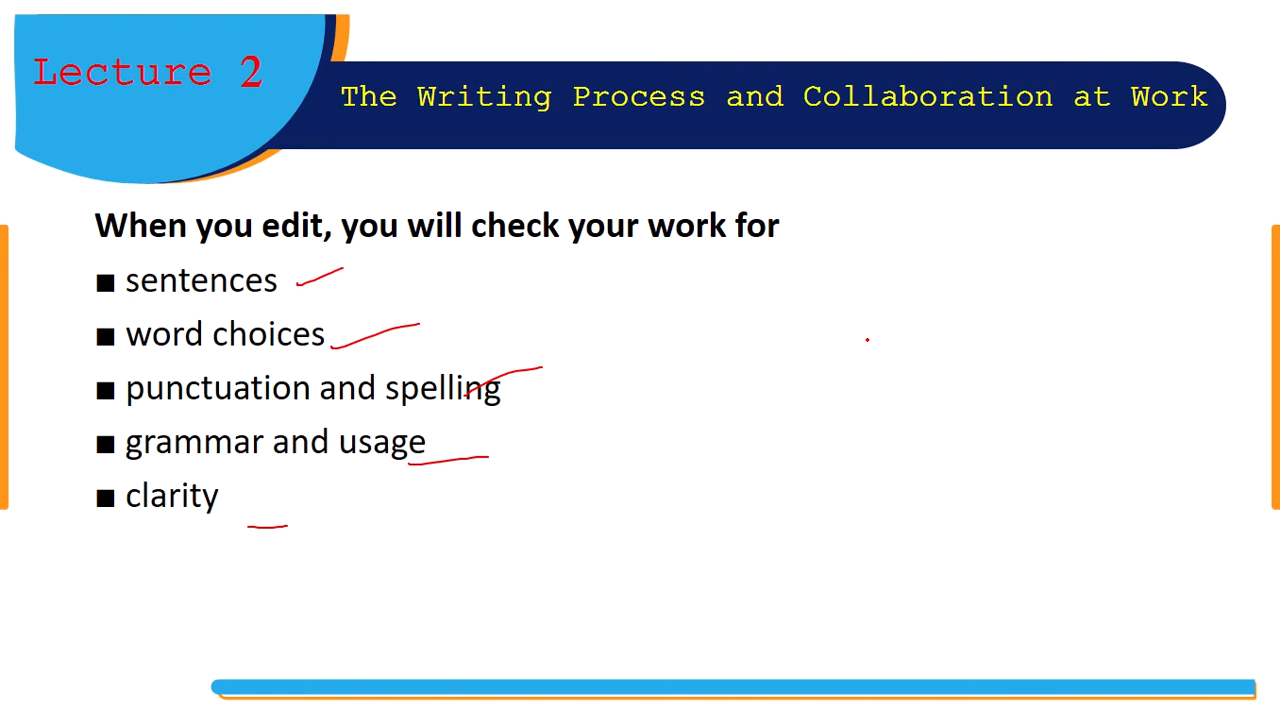 Lecture 2
The Writing Process and Collaboration at Work
When you edit, you will check your work for
■ sentences
■ word choices
■ punctuation and spelling
■ grammar and usage
■ clarity